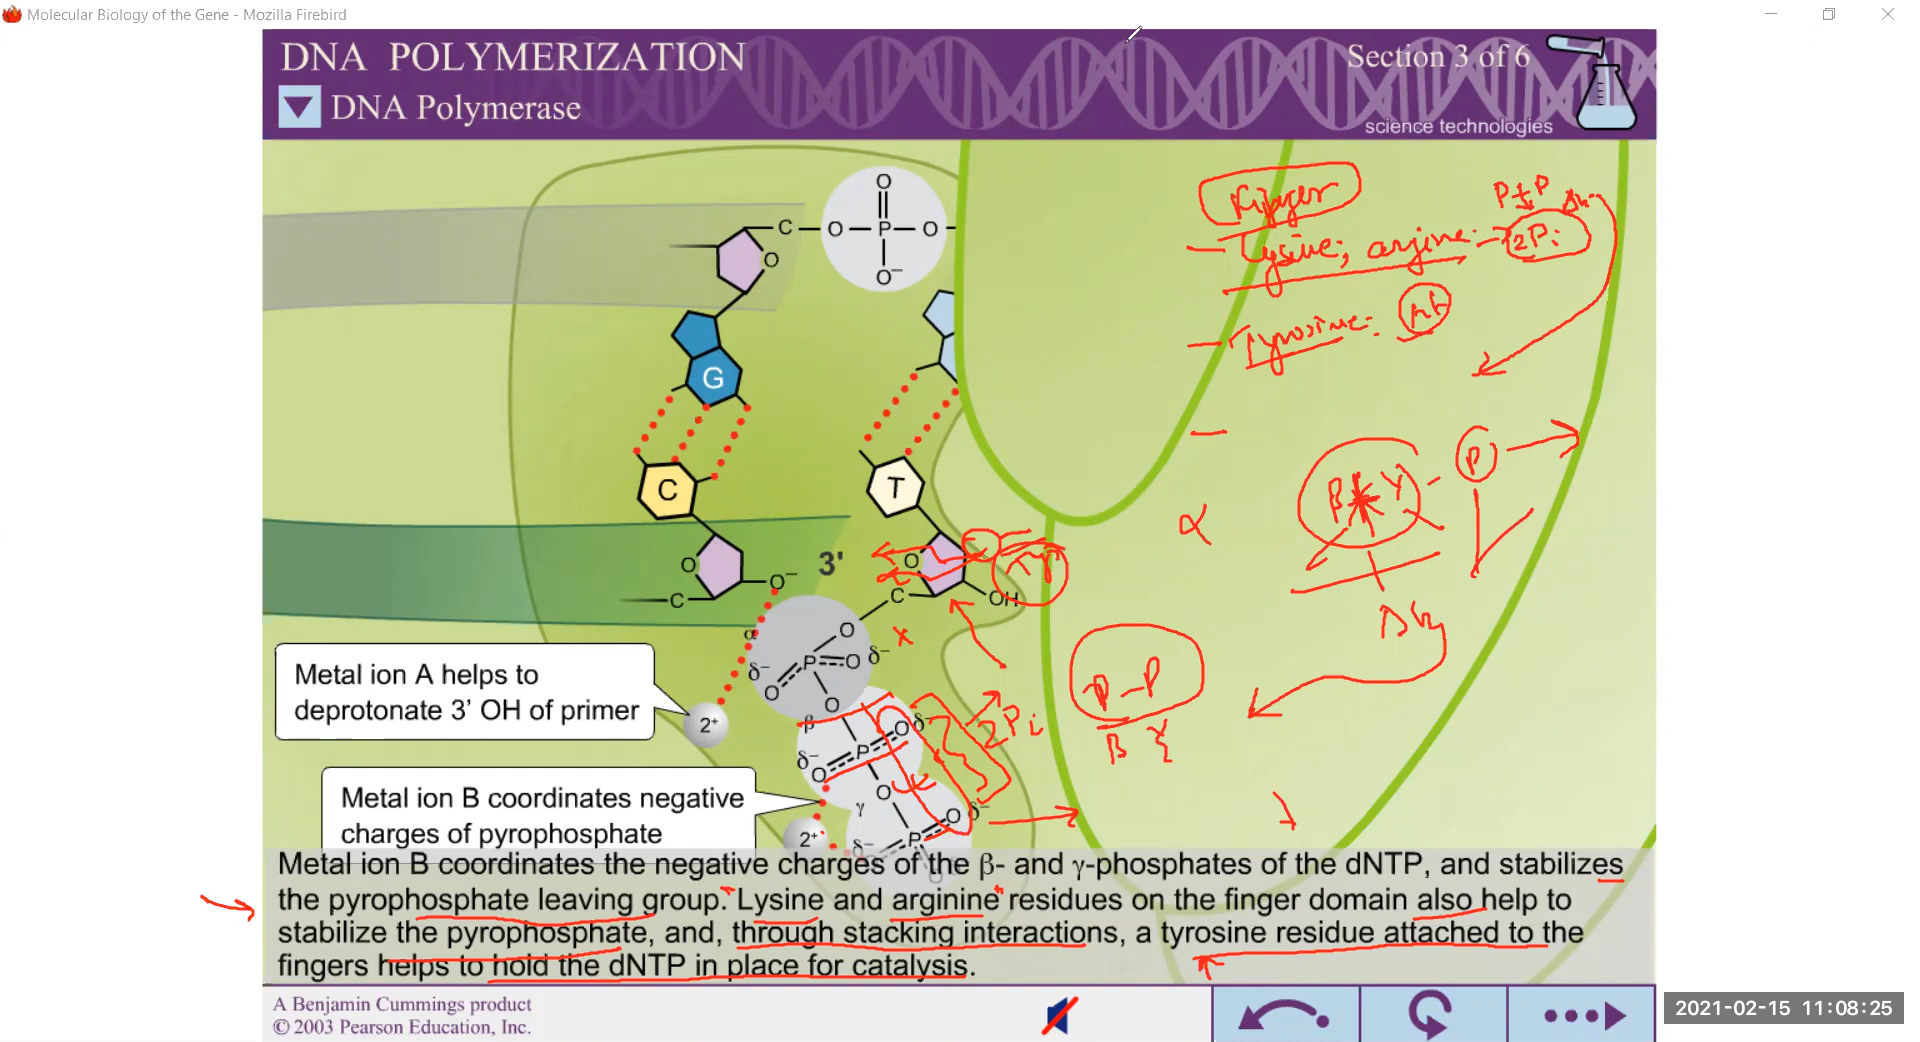 Molecular Biology of the Gene - Mozilla Firebird
DNA POLYMERIZATION
Section 3 of 6
DNA Polymerase
science technologies
O
C O P O
O
O⁻
G
C
T
3'
O
O⁻
C
O
C
OH
α
O
δ⁻ P O δ⁻
O
O
β
O δ⁻
δ⁻ P
O
O
γ
O δ⁻
P
δ⁻
O
2⁺
2⁺
Metal ion A helps to
deprotonate 3’ OH of primer
Metal ion B coordinates negative
charges of pyrophosphate
Finger
P P
Lysine, arginine - 2Pi
Tyrosine:
α
β γ - P
P - P
β γ
2Pi
x
Metal ion B coordinates the negative charges of the β- and γ-phosphates of the dNTP, and stabilizes
the pyrophosphate leaving group. Lysine and arginine residues on the finger domain also help to
stabilize the pyrophosphate, and, through stacking interactions, a tyrosine residue attached to the
fingers helps to hold the dNTP in place for catalysis.
A Benjamin Cummings product
© 2003 Pearson Education, Inc.
2021-02-15 11:08:25